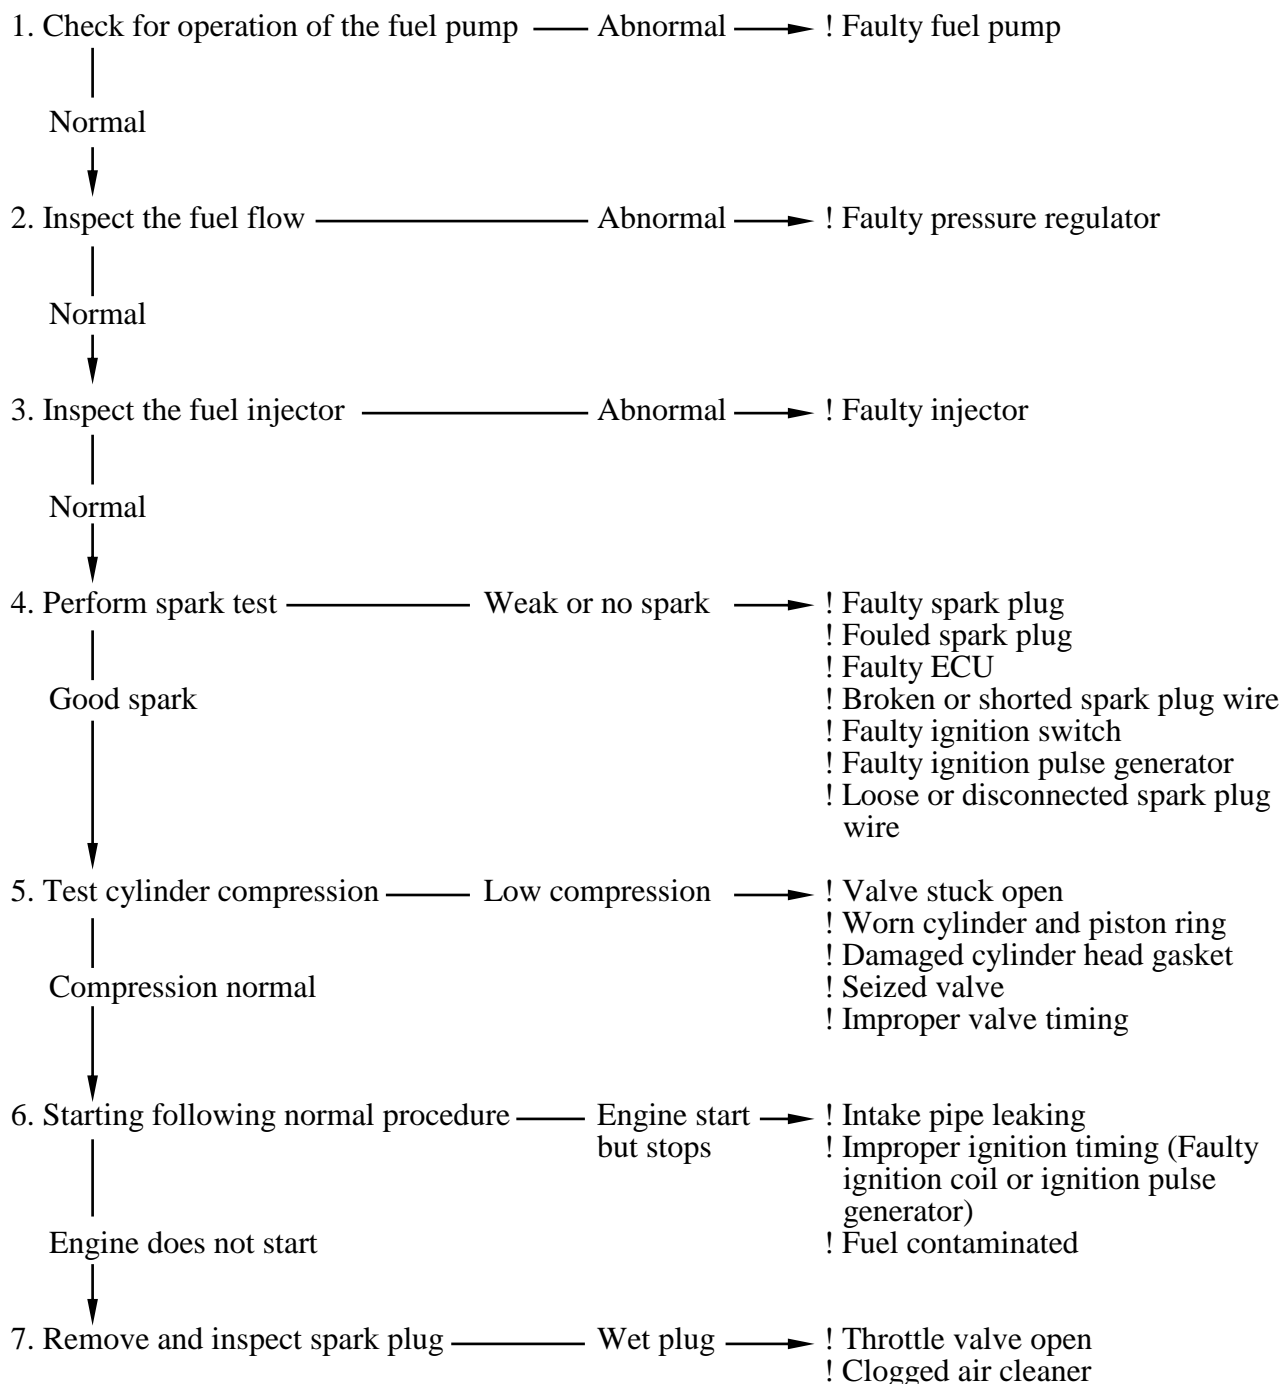 1. Check for operation of the fuel pump Abnormal ! Faulty fuel pump
Normal
2. Inspect the fuel flow Abnormal ! Faulty pressure regulator
Normal
3. Inspect the fuel injector Abnormal ! Faulty injector
Normal
4. Perform spark test Weak or no spark ! Faulty spark plug
! Fouled spark plug
! Faulty ECU
Good spark ! Broken or shorted spark plug wire
! Faulty ignition switch
! Faulty ignition pulse generator
! Loose or disconnected spark plug
wire
5. Test cylinder compression Low compression ! Valve stuck open
! Worn cylinder and piston ring
! Damaged cylinder head gasket
Compression normal ! Seized valve
! Improper valve timing
6. Starting following normal procedure Engine start ! Intake pipe leaking
but stops ! Improper ignition timing (Faulty
ignition coil or ignition pulse
generator)
Engine does not start ! Fuel contaminated
7. Remove and inspect spark plug Wet plug ! Throttle valve open
! Clogged air cleaner